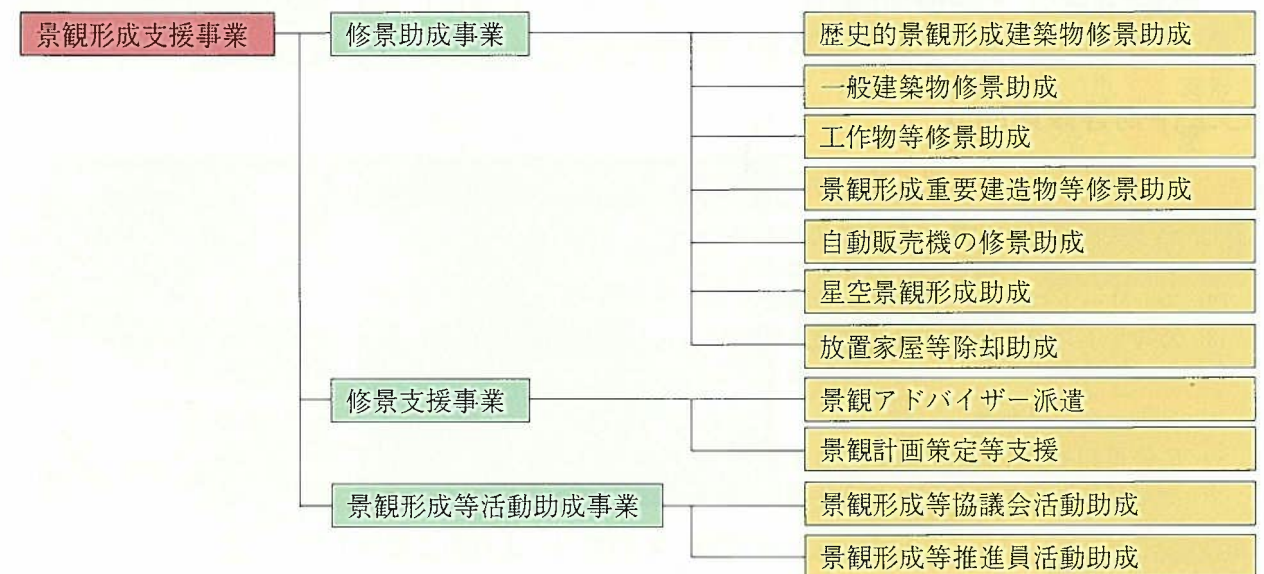 景観形成支援事業
修景助成事業
歴史的景観形成建築物修景助成
一般建築物修景助成
工作物等修景助成
景観形成重要建造物等修景助成
自動販売機の修景助成
星空景観形成助成
放置家屋等除却助成
修景支援事業
景観アドバイザー派遣
景観計画策定等支援
景観形成等活動助成事業
景観形成等協議会活動助成
景観形成等推進員活動助成